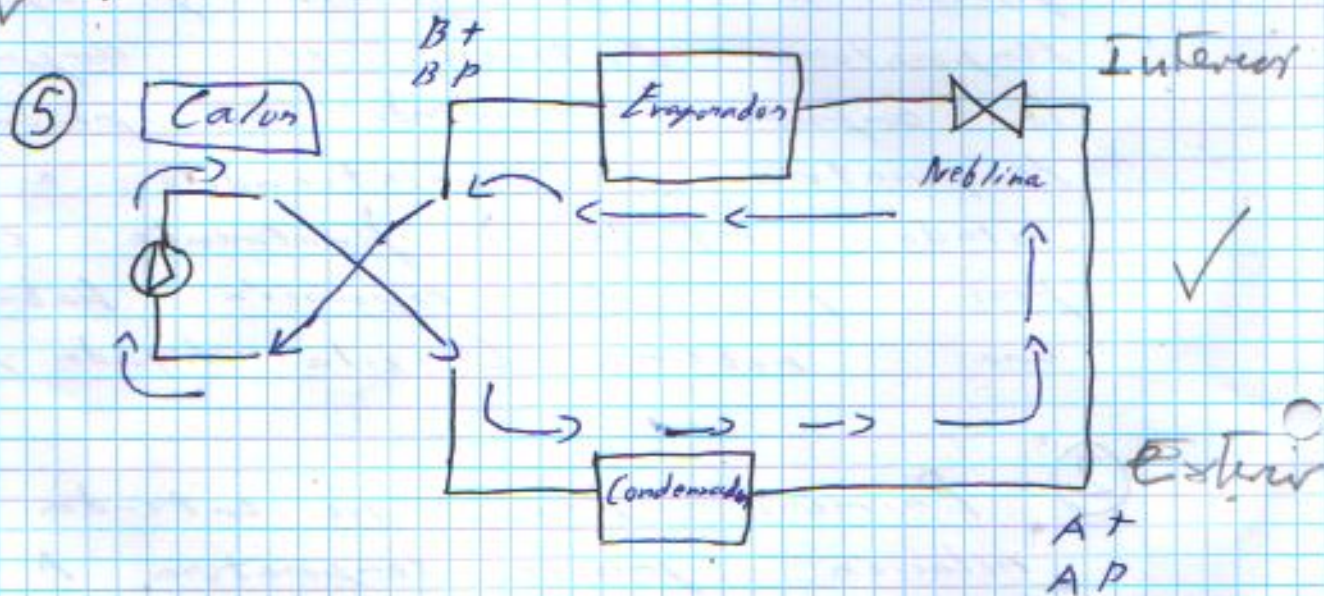 5
Calor
B t
B P
Evaporador
Interior
Neblina
Condensador
Exterior
A t
A P